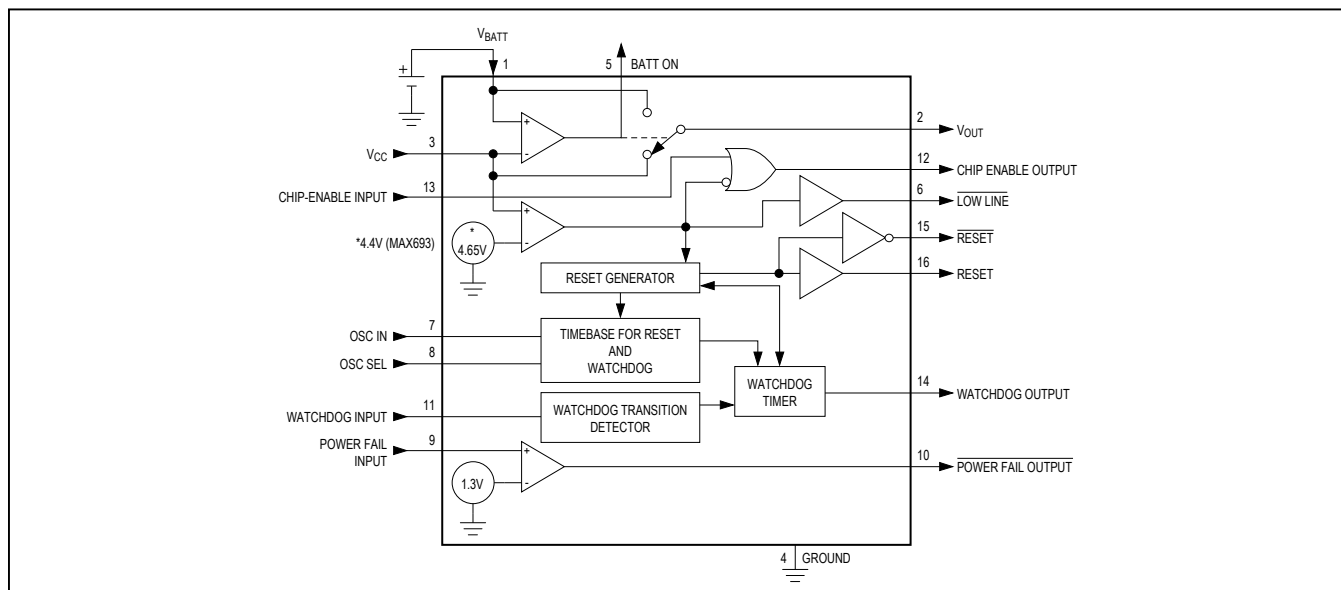 VBATT
+
1
5
BATT ON
+
-
2
VOUT
3
VCC
12
CHIP ENABLE OUTPUT
13
CHIP-ENABLE INPUT
6
LOW LINE
+
-
*4.4V (MAX693)
*
4.65V
15
RESET
RESET GENERATOR
16
RESET
7
OSC IN
8
OSC SEL
TIMEBASE FOR RESET
AND
WATCHDOG
WATCHDOG
TIMER
14
WATCHDOG OUTPUT
11
WATCHDOG INPUT
WATCHDOG TRANSITION
DETECTOR
9
POWER FAIL
INPUT
+
-
10
POWER FAIL OUTPUT
1.3V
4
GROUND